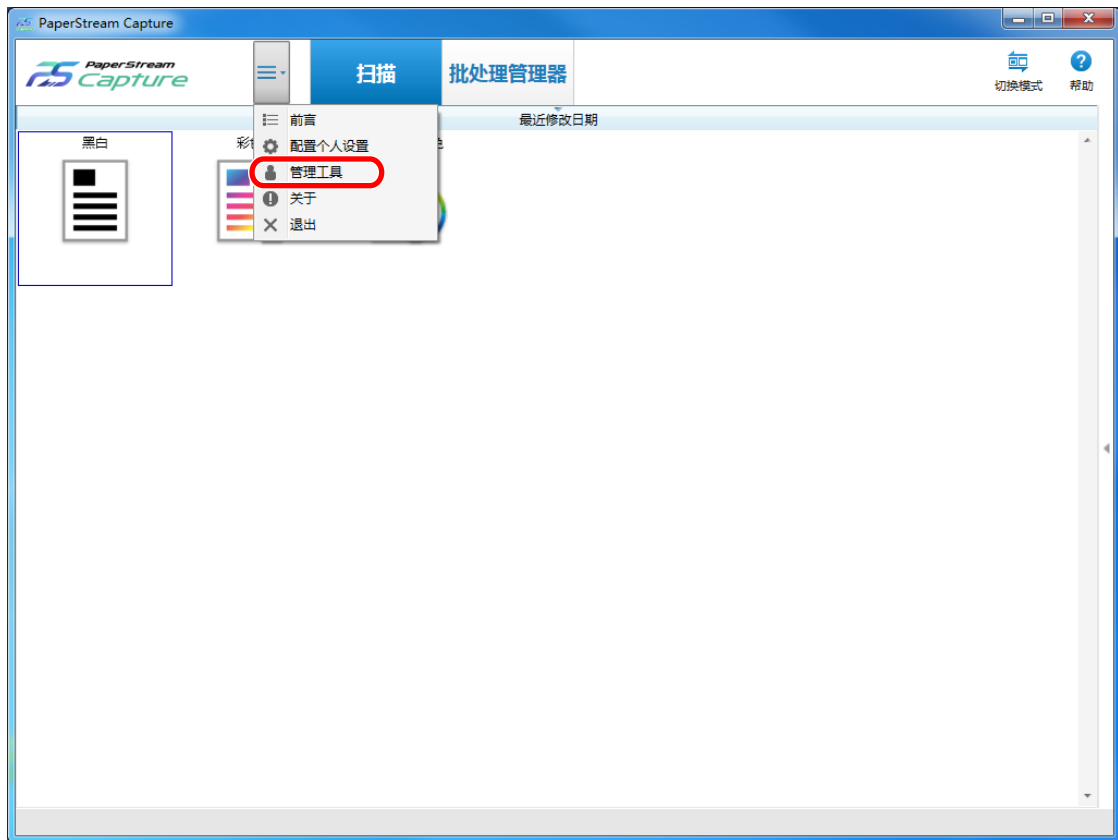 PaperStream Capture
PaperStream
Capture
扫描
批处理管理器
切换模式
帮助
最近修改日期
黑白
前言
配置个人设置
管理工具
关于
退出